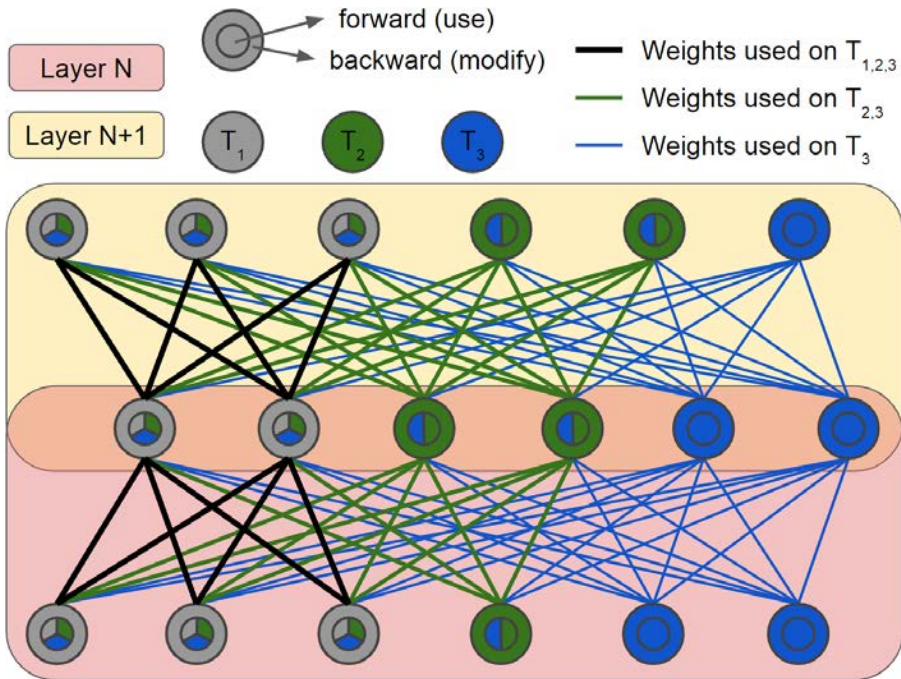 forward (use)
backward (modify)
Layer N
Layer N+1
T1
T2
T3
Weights used on T1,2,3
Weights used on T2,3
Weights used on T3